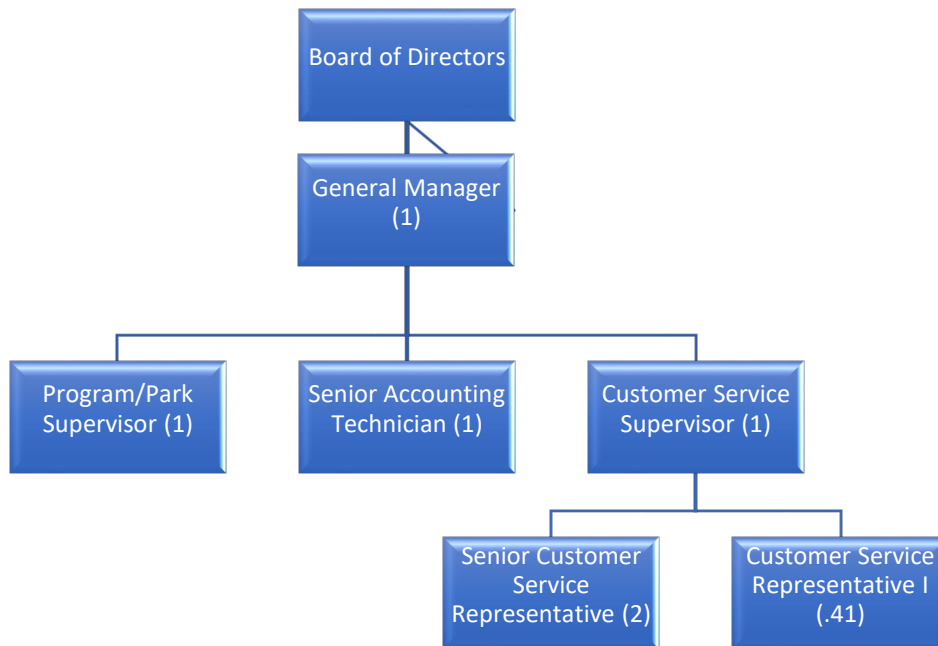 Board of Directors
General Manager
(1)
Program/Park
Supervisor (1)
Senior Accounting
Technician (1)
Customer Service
Supervisor (1)
Senior Customer
Service
Representative (2)
Customer Service
Representative I
(.41)